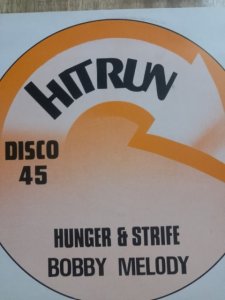 HITRUN
DISCO
45
HUNGER & STRIFE
BOBBY MELODY